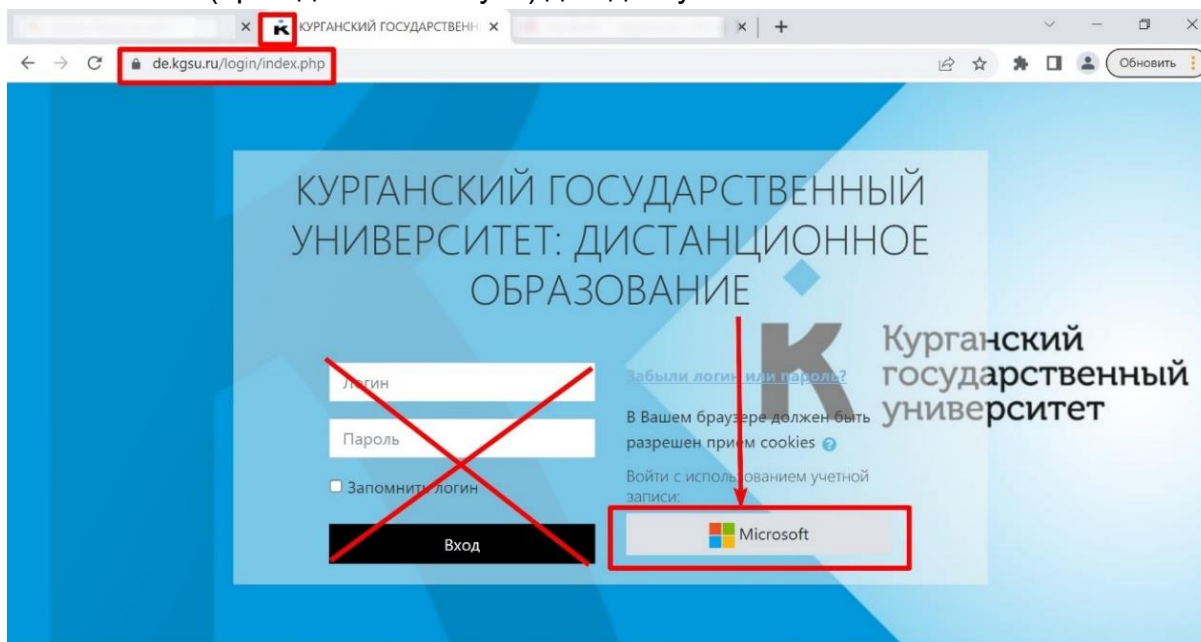 КУРГАНСКИЙ ГОСУДАРСТВЕНН
de.kgsu.ru/login/index.php
Обновить
КУРГАНСКИЙ ГОСУДАРСТВЕННЫЙ
УНИВЕРСИТЕТ: ДИСТАНЦИОННОЕ
ОБРАЗОВАНИЕ
Логин
Пароль
Запомнить логин
Вход
Забыли логин или пароль?
В Вашем браузере должен быть
разрешен прием cookies
Войти с использованием учетной
записи:
Microsoft
Курганский
государственный
университет